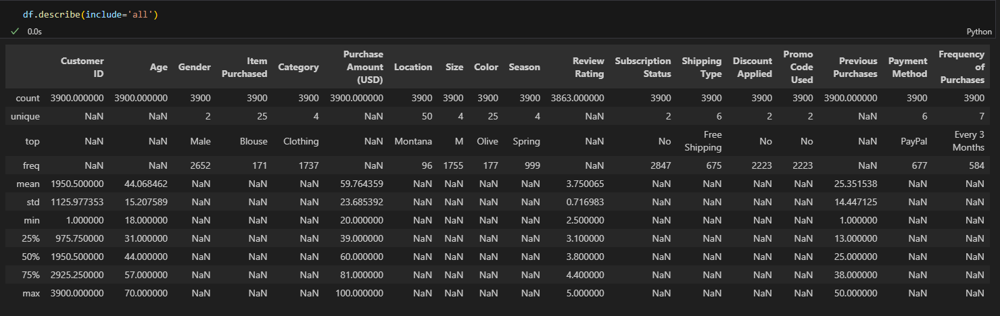 df.describe(include='all')
✓ 0.0s Python
Customer ID Age Gender Item Purchased Category Purchase Amount (USD) Location Size Color Season Review Rating Subscription Status Shipping Type Discount Applied Promo Code Used Previous Purchases Payment Method Frequency of Purchases
count 3900.000000 3900.000000 3900 3900 3900 3900.000000 3900 3900 3900 3900 3863.000000 3900 3900 3900 3900 3900.000000 3900 3900
unique NaN NaN 2 25 4 NaN 50 4 25 4 NaN 2 6 2 2 NaN 6 7
top NaN NaN Male Blouse Clothing NaN Montana M Olive Spring NaN No Free Shipping No No NaN PayPal Every 3 Months
freq NaN NaN 2652 171 1737 NaN 96 1755 177 999 NaN 2847 675 2223 2223 NaN 677 584
mean 1950.500000 44.068462 NaN NaN NaN 59.764359 NaN NaN NaN NaN 3.750065 NaN NaN NaN NaN 25.351538 NaN NaN
std 1125.977353 15.207589 NaN NaN NaN 23.685392 NaN NaN NaN NaN 0.716983 NaN NaN NaN NaN 14.447125 NaN NaN
min 1.000000 18.000000 NaN NaN NaN 20.000000 NaN NaN NaN NaN 2.500000 NaN NaN NaN NaN 1.000000 NaN NaN
25% 975.750000 31.000000 NaN NaN NaN 39.000000 NaN NaN NaN NaN 3.100000 NaN NaN NaN NaN 13.000000 NaN NaN
50% 1950.500000 44.000000 NaN NaN NaN 60.000000 NaN NaN NaN NaN 3.800000 NaN NaN NaN NaN 25.000000 NaN NaN
75% 2925.250000 57.000000 NaN NaN NaN 81.000000 NaN NaN NaN NaN 4.400000 NaN NaN NaN NaN 38.000000 NaN NaN
max 3900.000000 70.000000 NaN NaN NaN 100.000000 NaN NaN NaN NaN 5.000000 NaN NaN NaN NaN 50.000000 NaN NaN